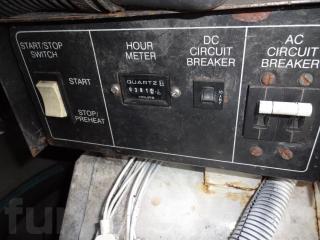 START/STOP
SWITCH
START
STOP/
PREHEAT
HOUR
METER
QUARTZ
HOURS
DC
CIRCUIT
BREAKER
AC
CIRCUIT
BREAKER